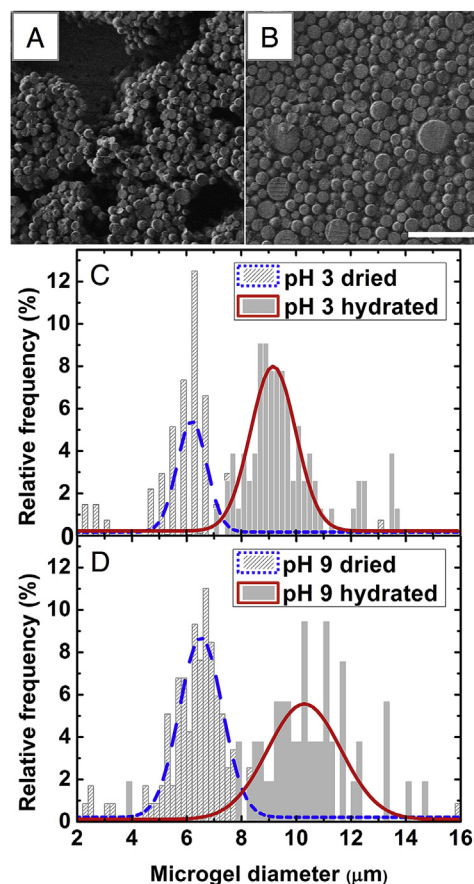 A
B
C
pH 3 dried
pH 3 hydrated
Relative frequency (%)
12
10
8
6
4
2
0
D
pH 9 dried
pH 9 hydrated
Relative frequency (%)
12
10
8
6
4
2
0
2 4 6 8 10 12 14 16
Microgel diameter (μm)